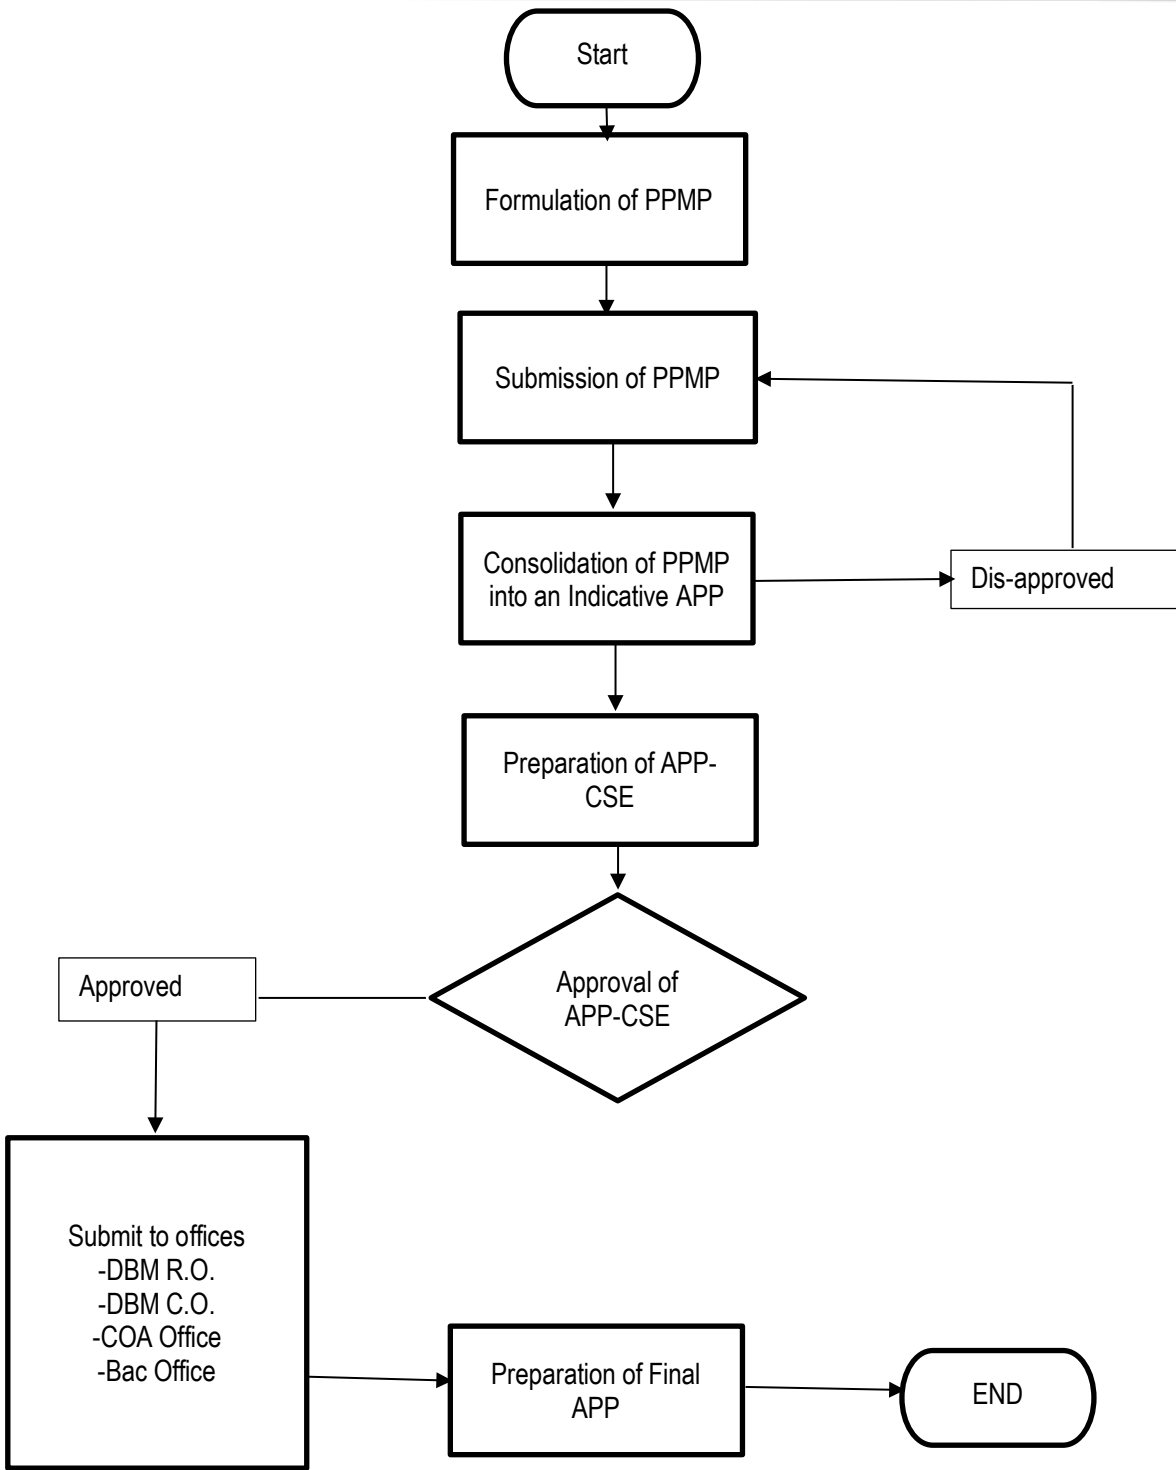 Start
Formulation of PPMP
Submission of PPMP
Consolidation of PPMP
into an Indicative APP
Dis-approved
Preparation of APP-
CSE
Approved
Approval of
APP-CSE
Submit to offices
-DBM R.O.
-DBM C.O.
-COA Office
-Bac Office
Preparation of Final
APP
END